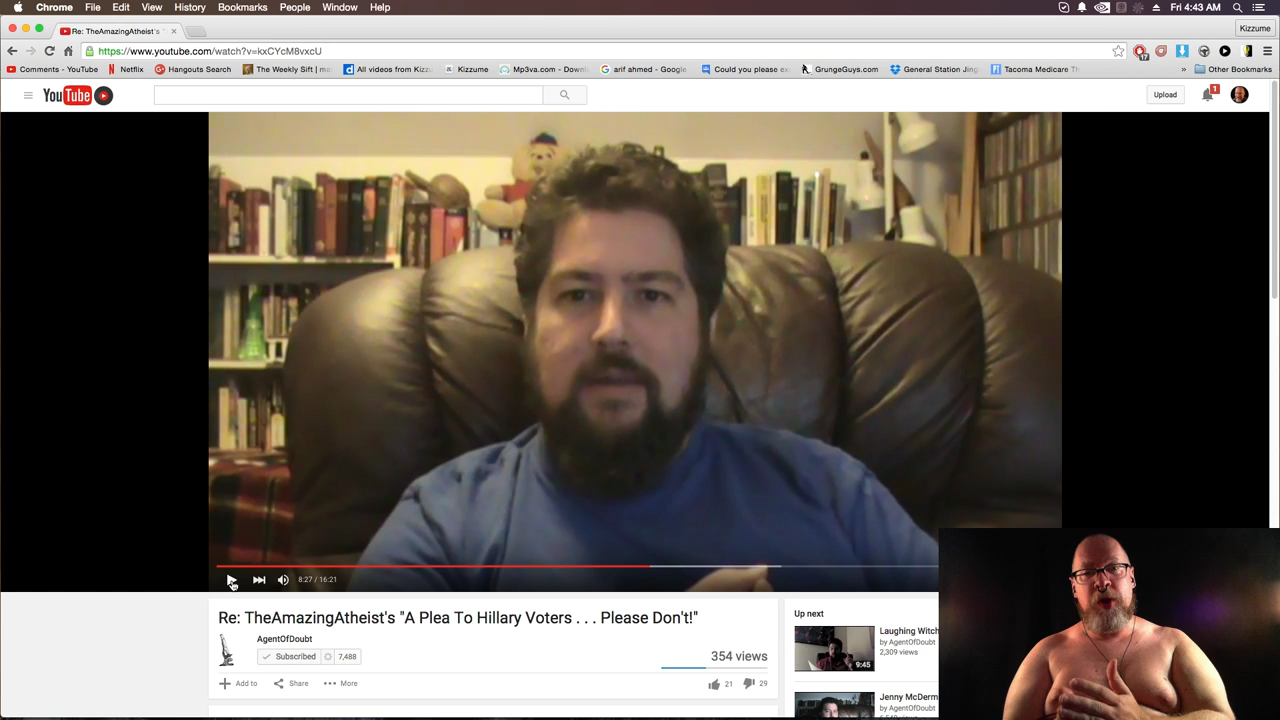 Chrome File Edit View History Bookmarks People Window Help
Fri 4:43 AM
Re: TheAmazingAtheist's "
Kizzume
https://www.youtube.com/watch?v=kxCYcM8vxcU
17
Comments - YouTube
Netflix
Hangouts Search
The Weekly Sift | ma
All videos from Kizzu
Kizzume
Mp3va.com - Downl
arif ahmed - Google
Could you please ex
GrungeGuys.com
General Station Jing
Tacoma Medicare Th
»
Other Bookmarks
YouTube
Upload
1
8:27 / 16:21
Re: TheAmazingAtheist's "A Plea To Hillary Voters . . . Please Don't!"
AgentOfDoubt
Subscribed 7,488
354 views
Add to Share More
21 29
Up next
Laughing Witch
by AgentOfDoubt
2,309 views
9:45
Jenny McDerm
by AgentOfDoubt